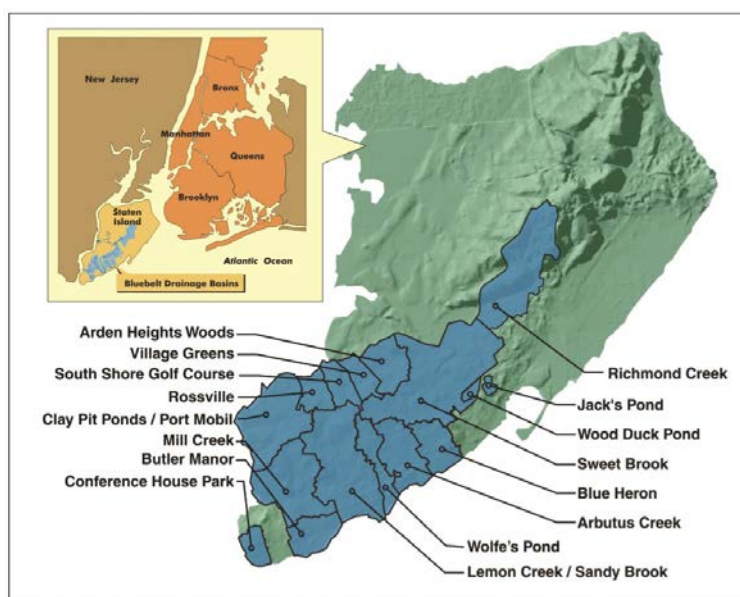 New Jersey
Bronx
Manhattan
Queens
Brooklyn
Staten
Island
Atlantic Ocean
Bluebelt Drainage Basins
Arden Heights Woods
Village Greens
South Shore Golf Course
Rossville
Clay Pit Ponds / Port Mobil
Mill Creek
Butler Manor
Conference House Park
Richmond Creek
Jack's Pond
Wood Duck Pond
Sweet Brook
Blue Heron
Arbutus Creek
Wolfe's Pond
Lemon Creek / Sandy Brook